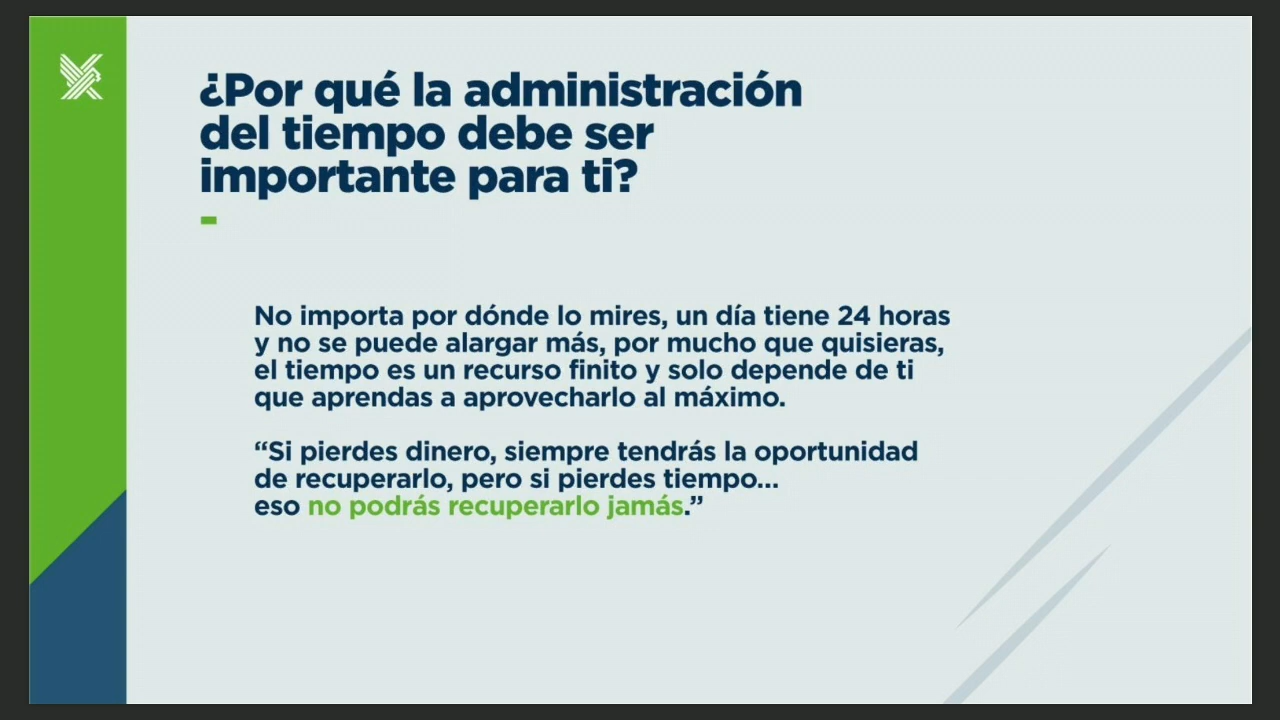 ¿Por qué la administración
del tiempo debe ser
importante para ti?
No importa por dónde lo mires, un día tiene 24 horas
y no se puede alargar más, por mucho que quisieras,
el tiempo es un recurso finito y solo depende de ti
que aprendas a aprovecharlo al máximo.
“Si pierdes dinero, siempre tendrás la oportunidad
de recuperarlo, pero si pierdes tiempo...
eso no podrás recuperarlo jamás.”